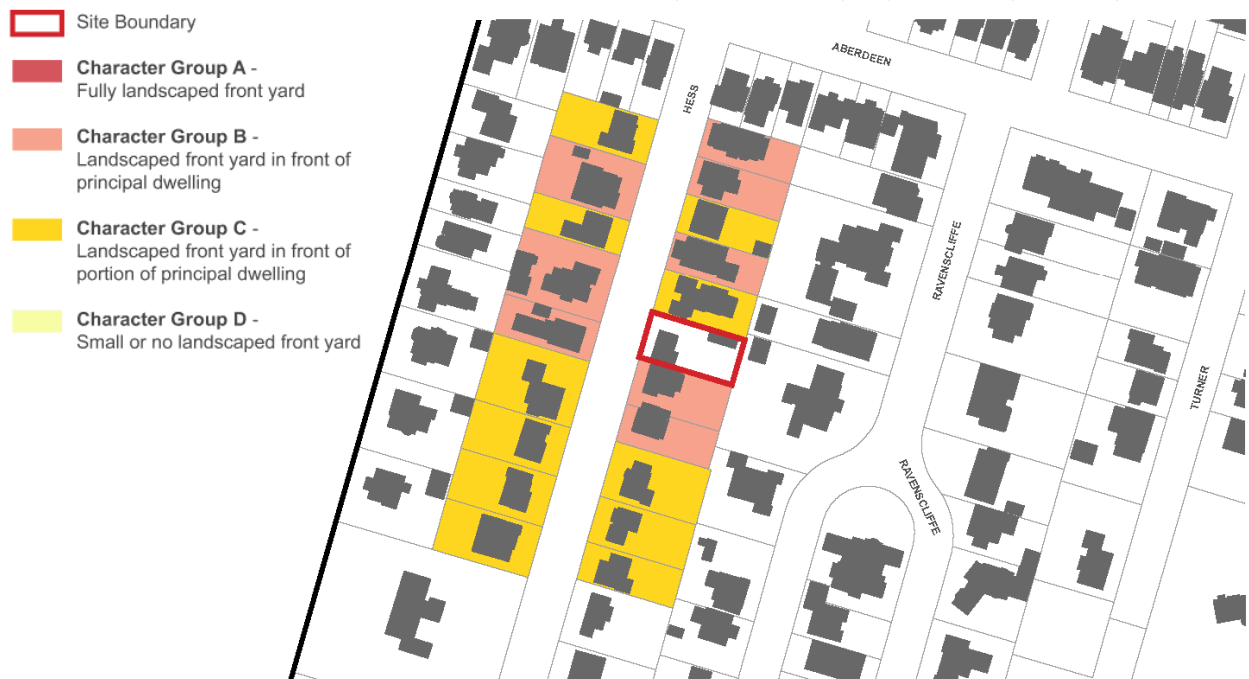 Site Boundary
Character Group A -
Fully landscaped front yard
Character Group B -
Landscaped front yard in front of
principal dwelling
Character Group C -
Landscaped front yard in front of
portion of principal dwelling
Character Group D -
Small or no landscaped front yard
ABERDEEN
HESS
RAVENSCLIFFE
TURNER
RAVENSCLIFFE